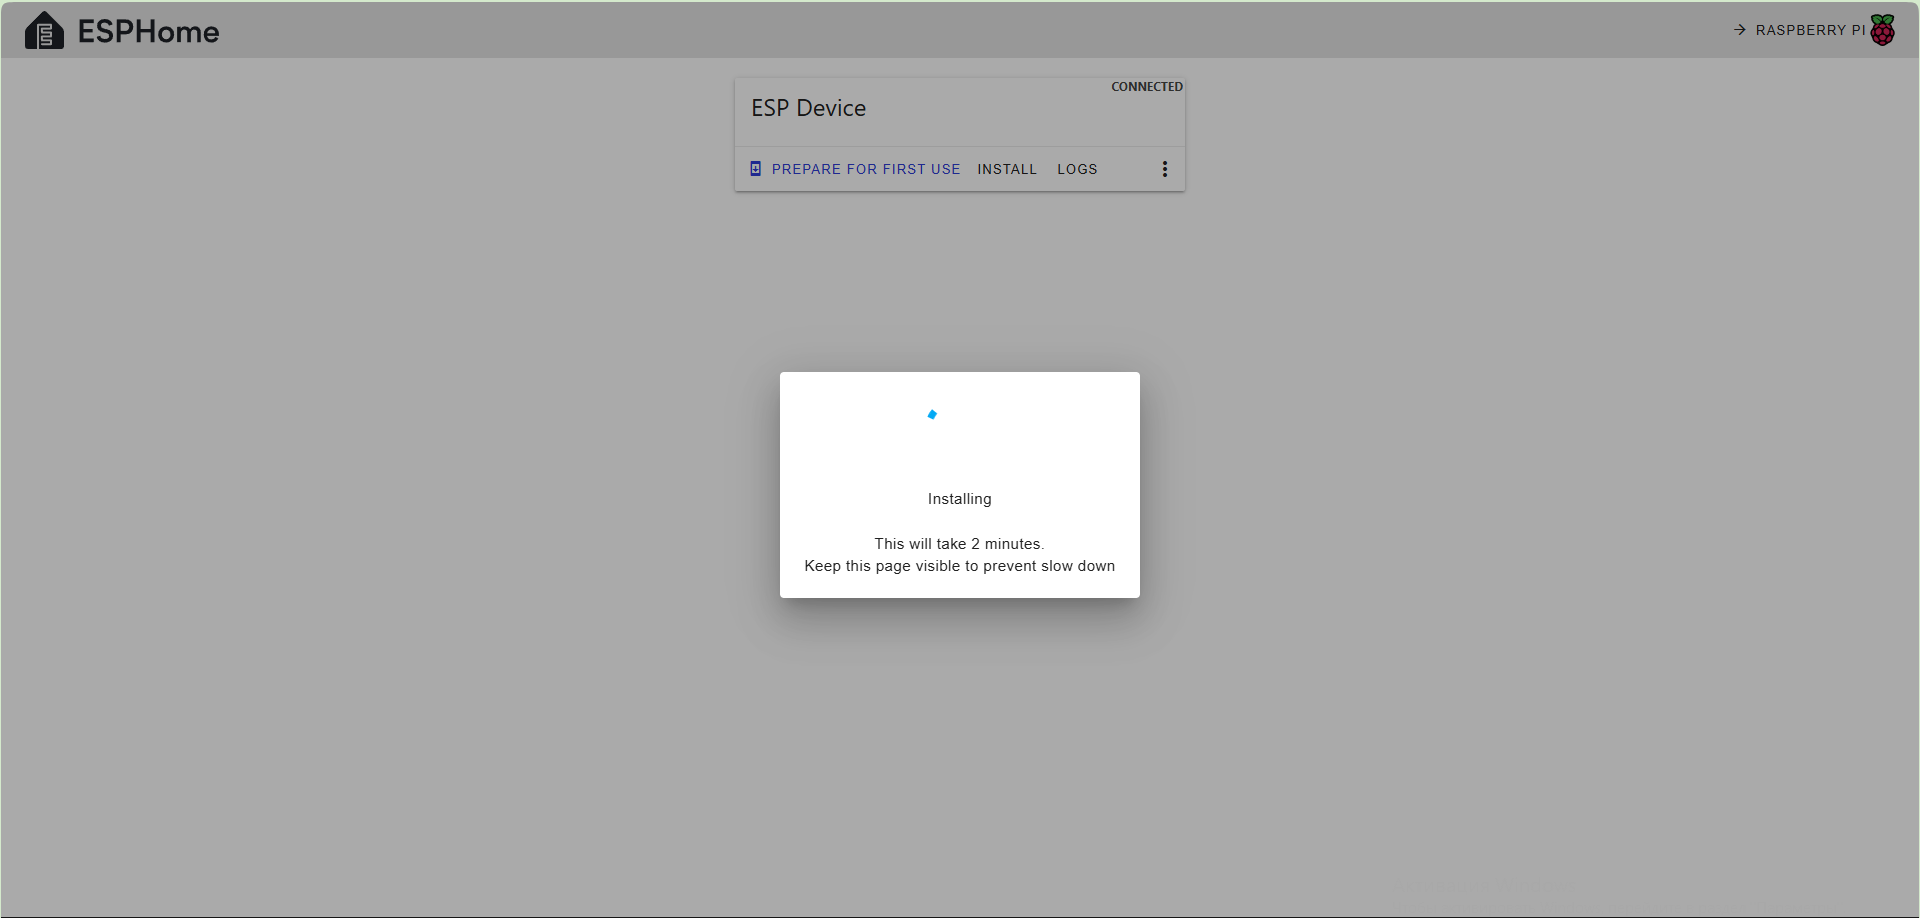 ESPHome
RASPBERRY PI
CONNECTED
ESP Device
PREPARE FOR FIRST USE INSTALL LOGS
Installing
This will take 2 minutes.
Keep this page visible to prevent slow down